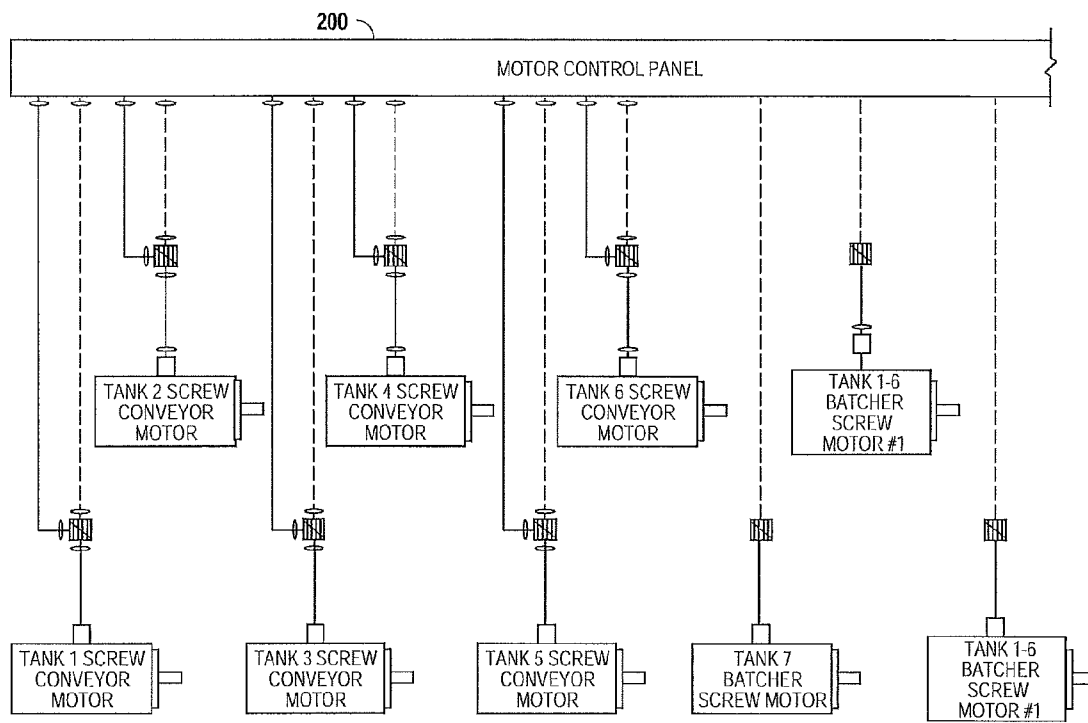 200
MOTOR CONTROL PANEL
TANK 2 SCREW
CONVEYOR
MOTOR
TANK 4 SCREW
CONVEYOR
MOTOR
TANK 6 SCREW
CONVEYOR
MOTOR
TANK 1-6
BATCHER
SCREW
MOTOR #1
TANK 1 SCREW
CONVEYOR
MOTOR
TANK 3 SCREW
CONVEYOR
MOTOR
TANK 5 SCREW
CONVEYOR
MOTOR
TANK 7
BATCHER
SCREW MOTOR
TANK 1-6
BATCHER
SCREW
MOTOR #1